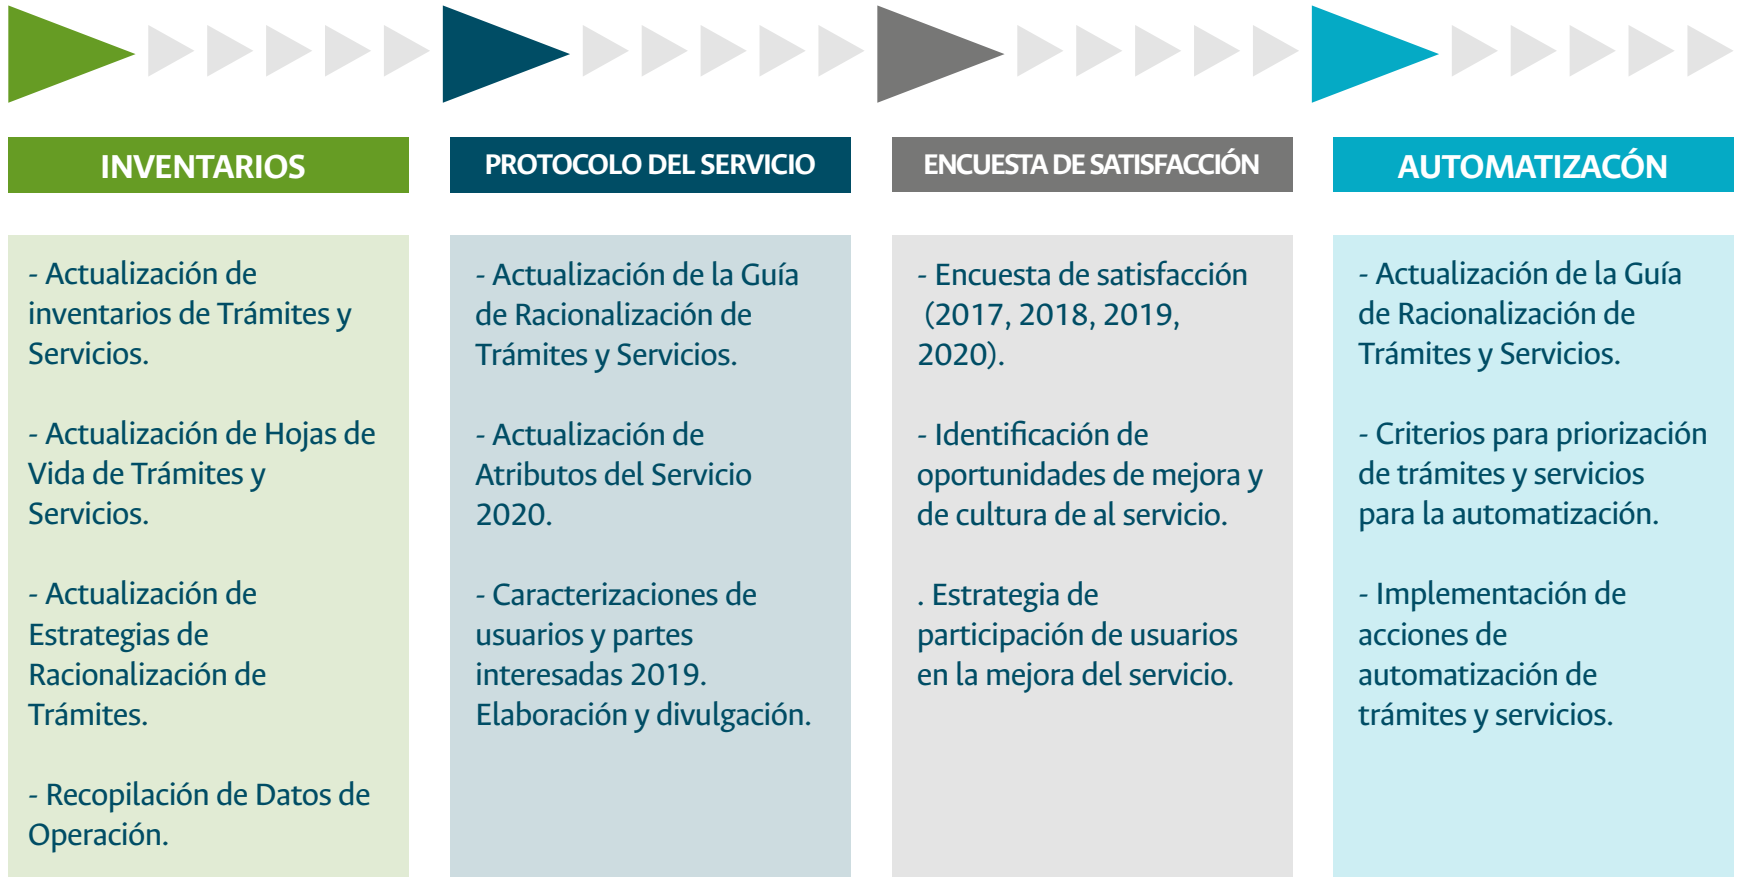 INVENTARIOS
- Actualización de
inventarios de Trámites y
Servicios.
- Actualización de Hojas de
Vida de Trámites y
Servicios.
- Actualización de
Estrategias de
Racionalización de
Trámites.
- Recopilación de Datos de
Operación.
PROTOCOLO DEL SERVICIO
- Actualización de la Guía
de Racionalización de
Trámites y Servicios.
- Actualización de
Atributos del Servicio
2020.
- Caracterizaciones de
usuarios y partes
interesadas 2019.
Elaboración y divulgación.
ENCUESTA DE SATISFACCIÓN
- Encuesta de satisfacción
(2017, 2018, 2019,
2020).
- Identificación de
oportunidades de mejora y
de cultura de al servicio.
. Estrategia de
participación de usuarios
en la mejora del servicio.
AUTOMATIZACÓN
- Actualización de la Guía
de Racionalización de
Trámites y Servicios.
- Criterios para priorización
de trámites y servicios
para la automatización.
- Implementación de
acciones de
automatización de
trámites y servicios.